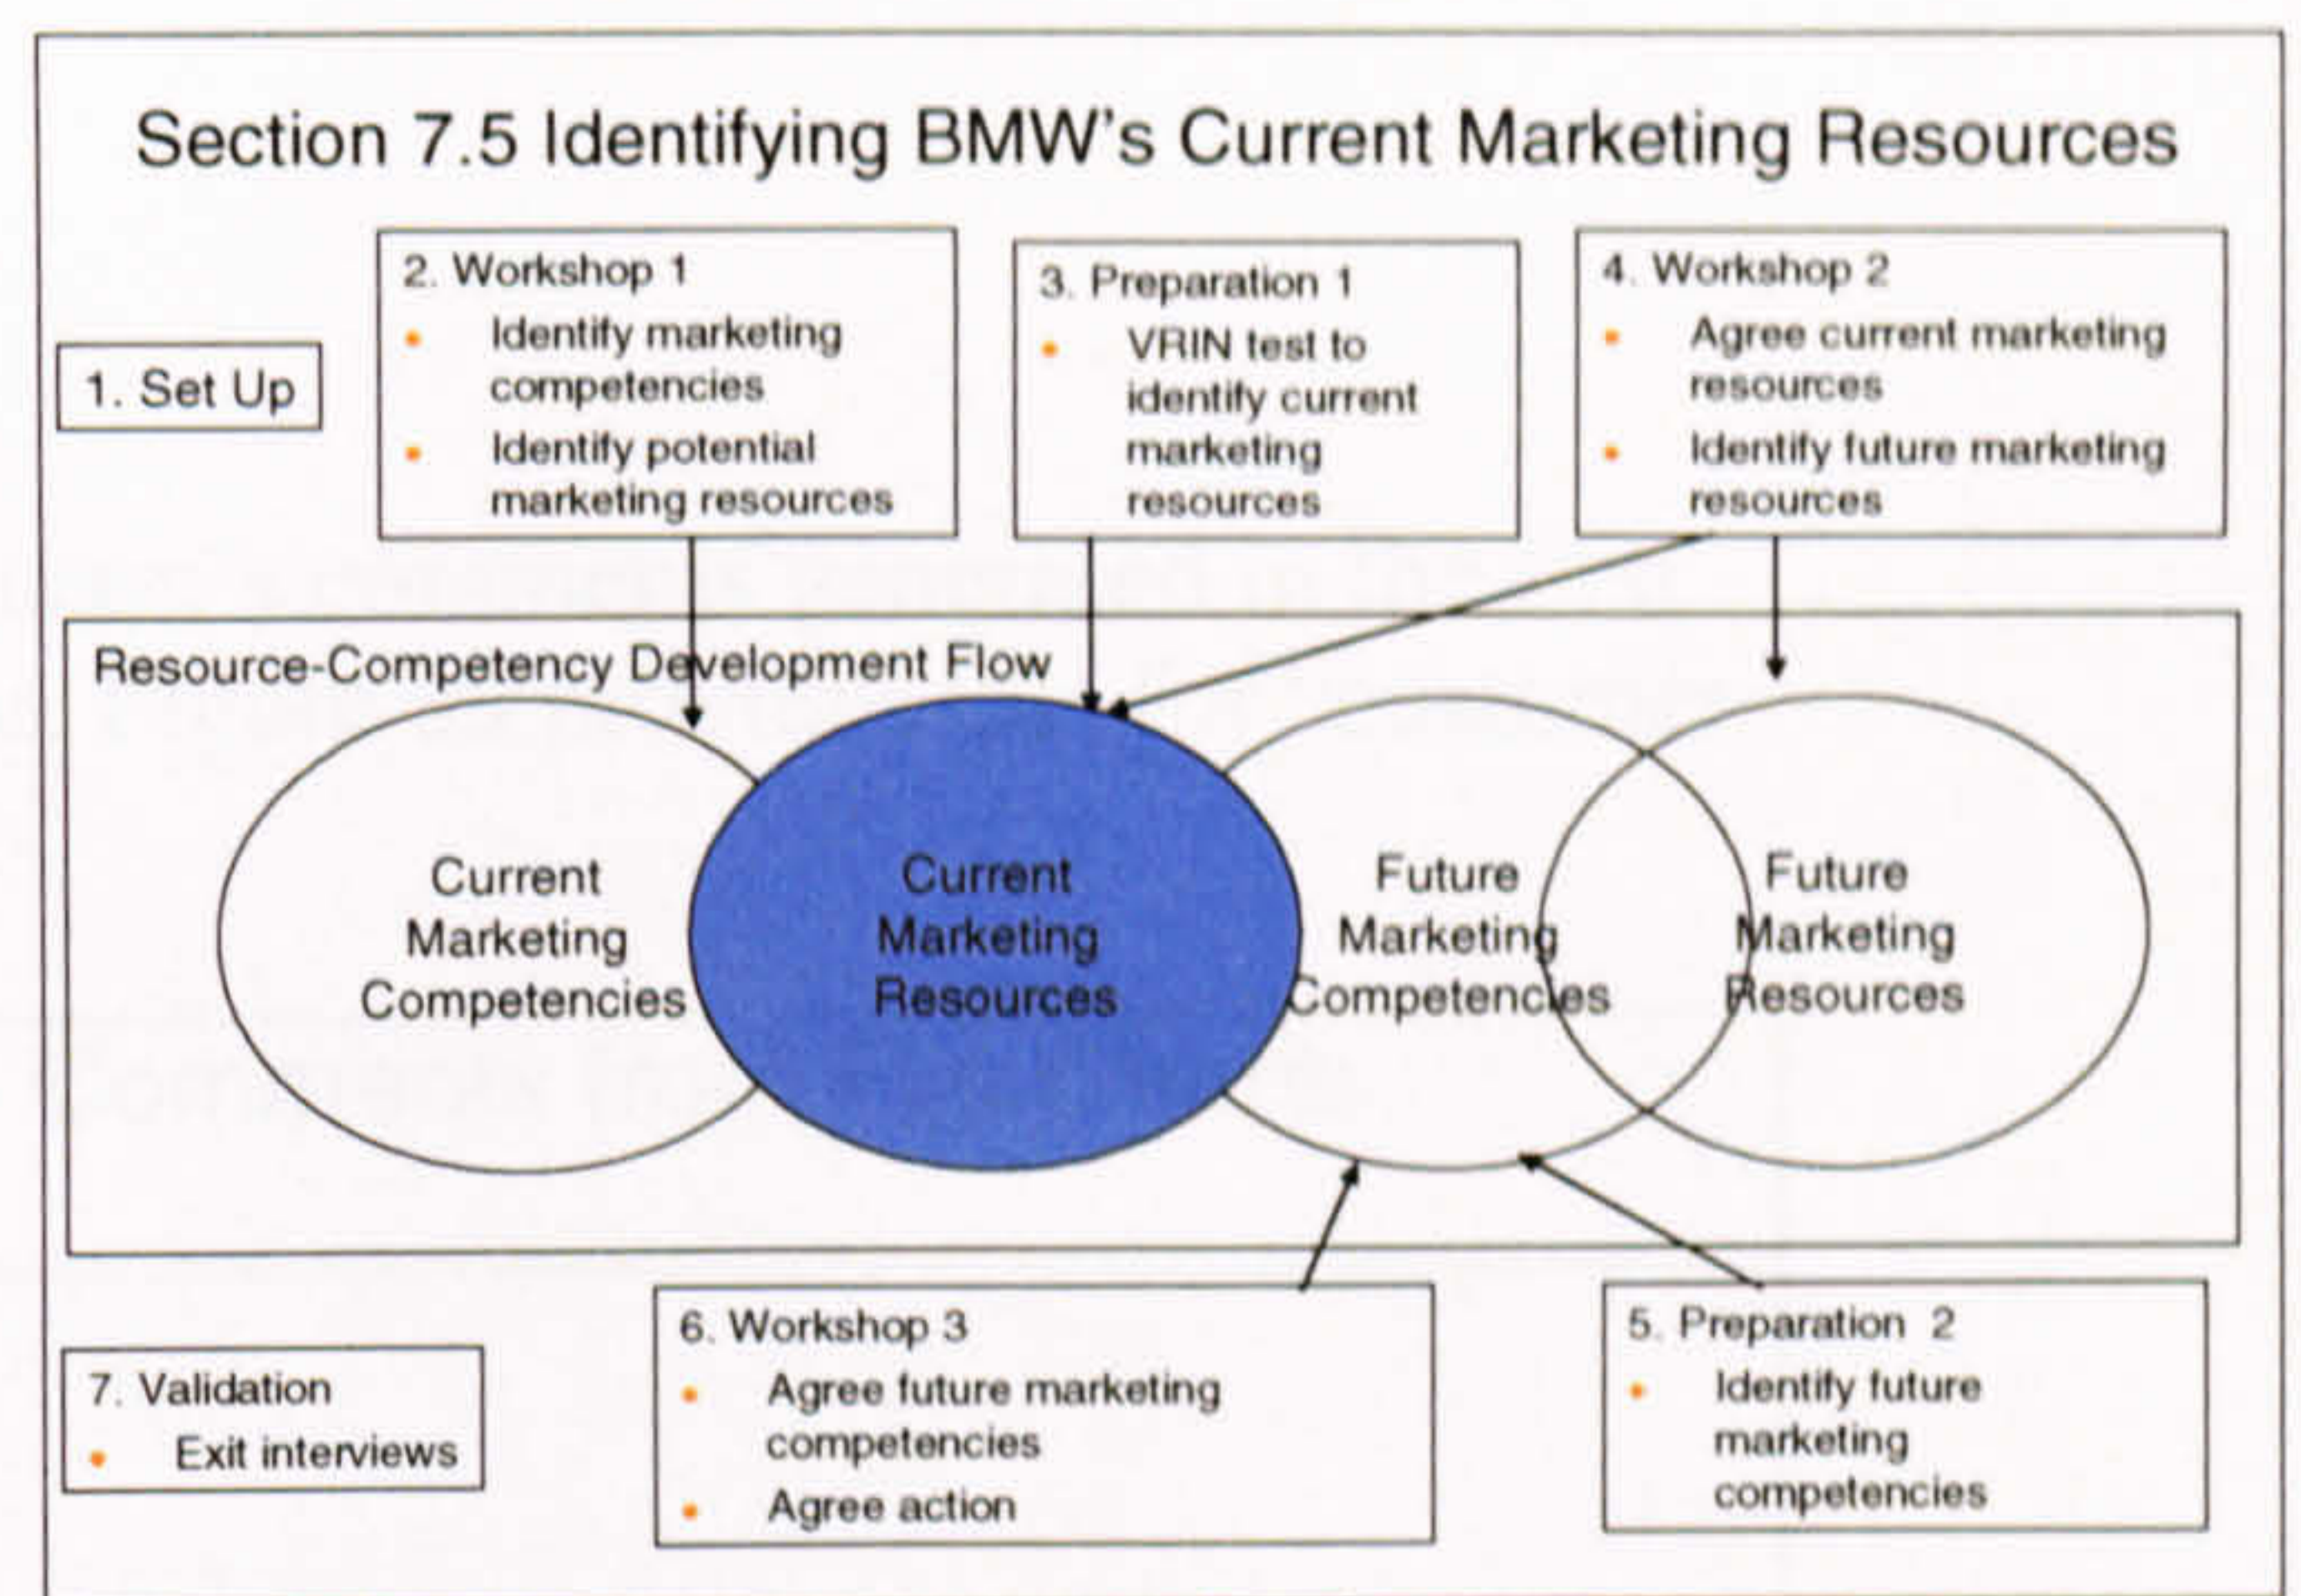 Section 7.5 Identifying BMW's Current Marketing Resources
1. Set Up
2. Workshop 1
• Identify marketing
competencies
• Identify potential
marketing resources
3. Preparation 1
• VRIN test to
identify current
marketing
resources
4. Workshop 2
• Agree current marketing
resources
• Identify future marketing
resources
Resource-Competency Development Flow
Current
Marketing
Competencies
Current
Marketing
Resources
Future
Marketing
Competencies
Future
Marketing
Resources
7. Validation
• Exit interviews
6. Workshop 3
• Agree future marketing
competencies
• Agree action
5. Preparation 2
• Identify future
marketing
competencies